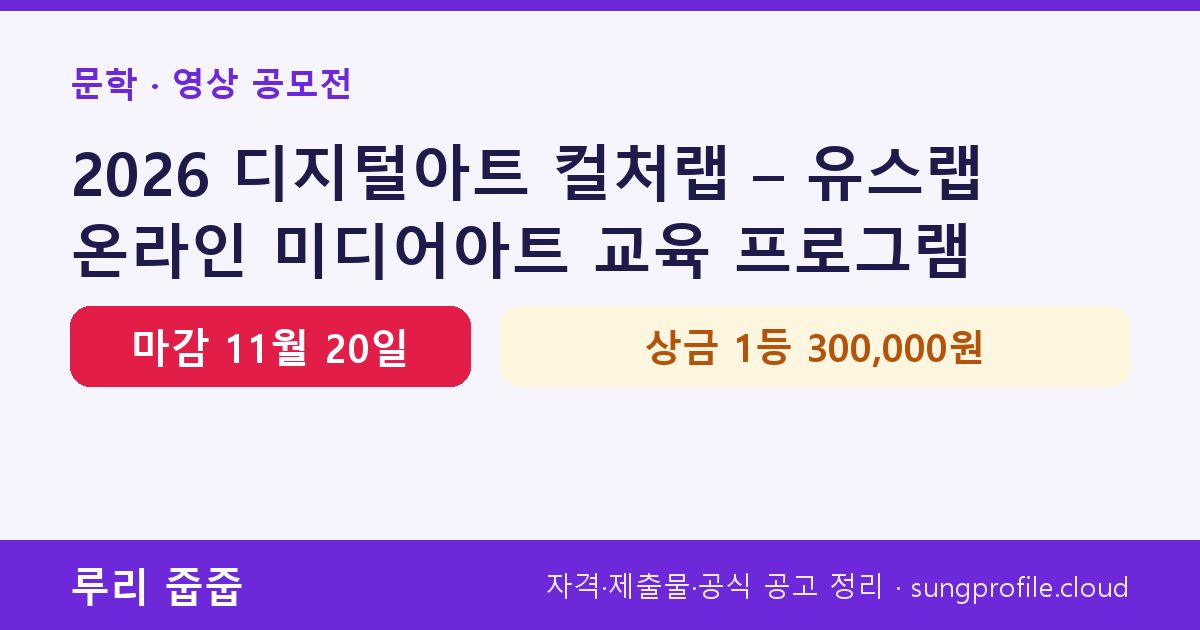 문학 · 영상 공모전
2026 디지털아트 컬처랩 – 유스랩
온라인 미디어아트 교육 프로그램
마감 11월 20일
상금 1등 300,000원
루리 줍줍
자격·제출물·공식 공고 정리 · sungprofile.cloud